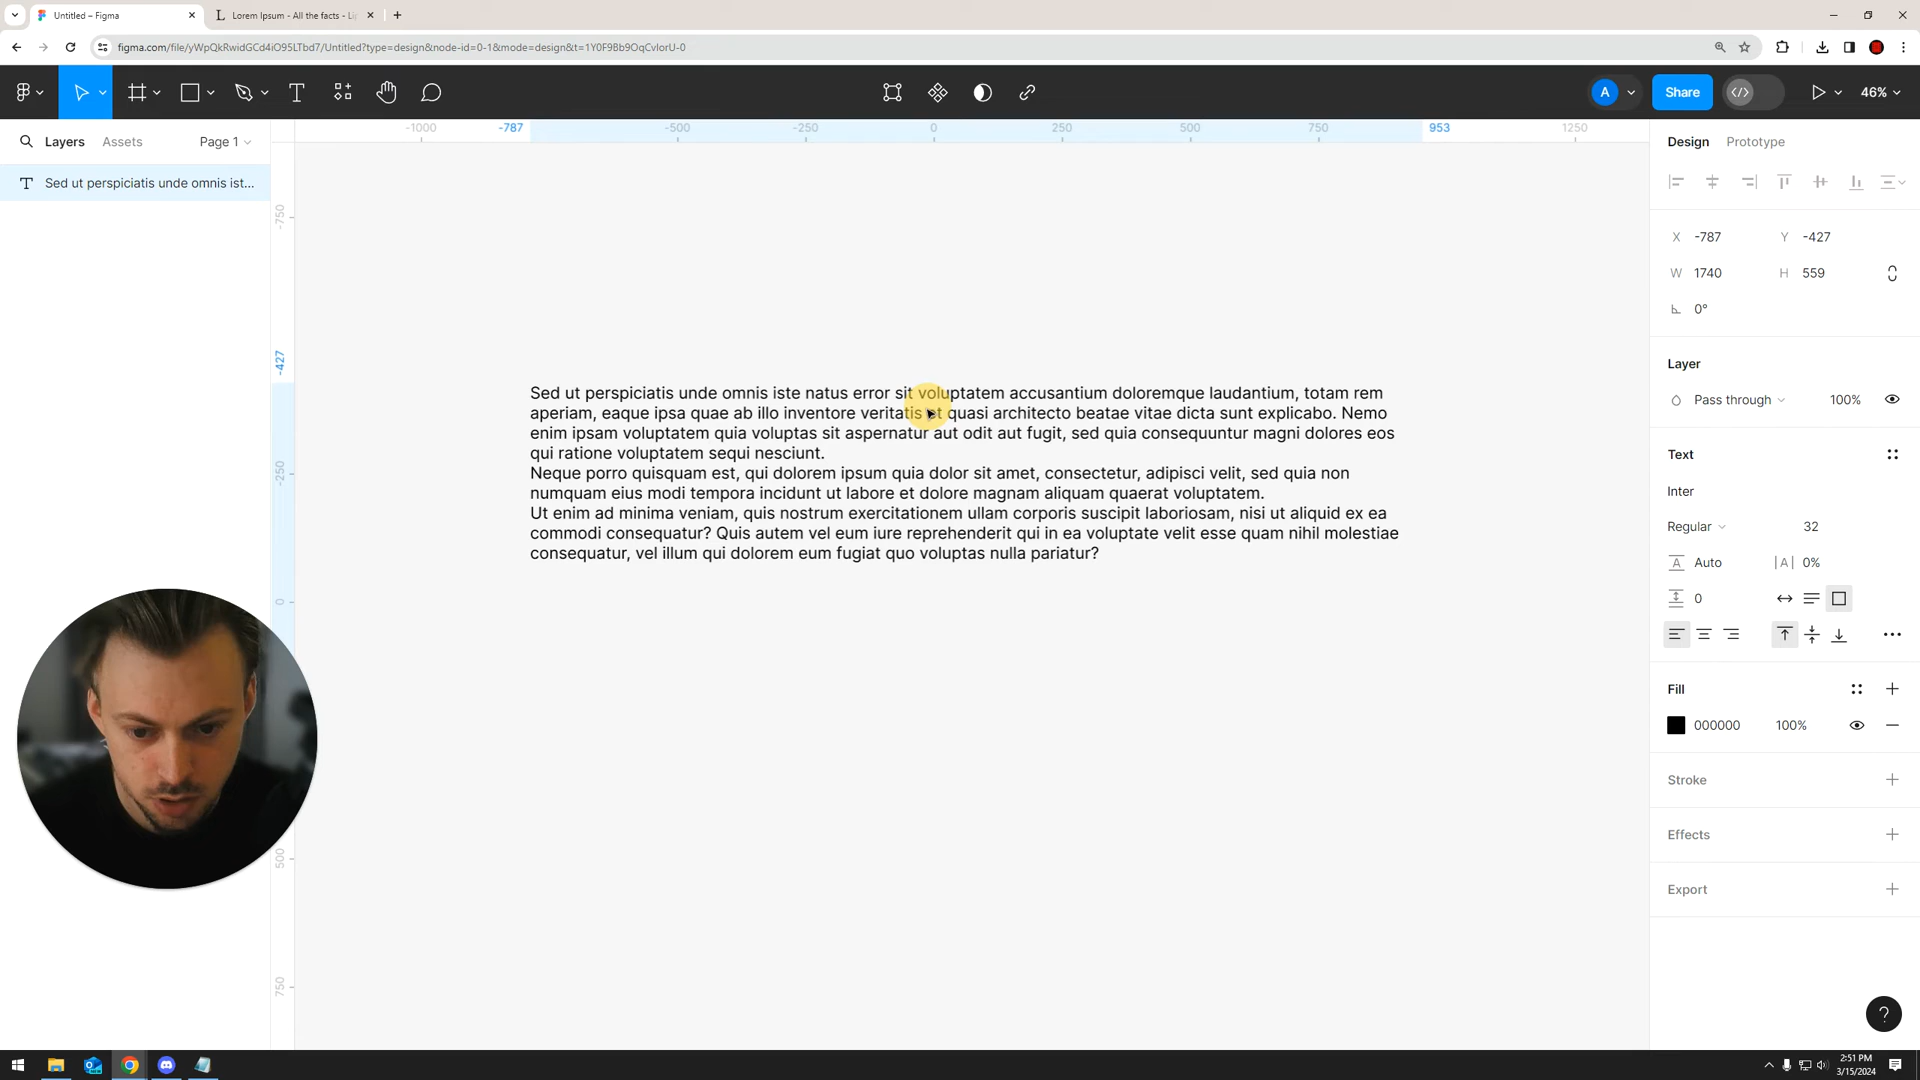 Untitled – Figma
Lorem Ipsum - All the facts - Li
figma.com/file/yWpQkRwidGCd4iO95LTbd7/Untitled?type=design&node-id=0-1&mode=design&t=1Y0F9Bb9OqCvIorU-0
A
Share
46%
Layers
Assets
Page 1
-1000
-787
-500
-250
0
250
500
750
953
1250
Design
Prototype
Sed ut perspiciatis unde omnis ist...
-750
-427
-250
0
500
750
X -787
Y -427
W 1740
H 559
0°
Layer
Pass through
100%
Text
Inter
Regular
32
Auto
|A| 0%
0
Fill
000000
100%
Stroke
Effects
Export
Sed ut perspiciatis unde omnis iste natus error sit voluptatem accusantium doloremque laudantium, totam rem
aperiam, eaque ipsa quae ab illo inventore veritatis et quasi architecto beatae vitae dicta sunt explicabo. Nemo
enim ipsam voluptatem quia voluptas sit aspernatur aut odit aut fugit, sed quia consequuntur magni dolores eos
qui ratione voluptatem sequi nesciunt.
Neque porro quisquam est, qui dolorem ipsum quia dolor sit amet, consectetur, adipisci velit, sed quia non
numquam eius modi tempora incidunt ut labore et dolore magnam aliquam quaerat voluptatem.
Ut enim ad minima veniam, quis nostrum exercitationem ullam corporis suscipit laboriosam, nisi ut aliquid ex ea
commodi consequatur? Quis autem vel eum iure reprehenderit qui in ea voluptate velit esse quam nihil molestiae
consequatur, vel illum qui dolorem eum fugiat quo voluptas nulla pariatur?
?
2:51 PM
3/15/2024